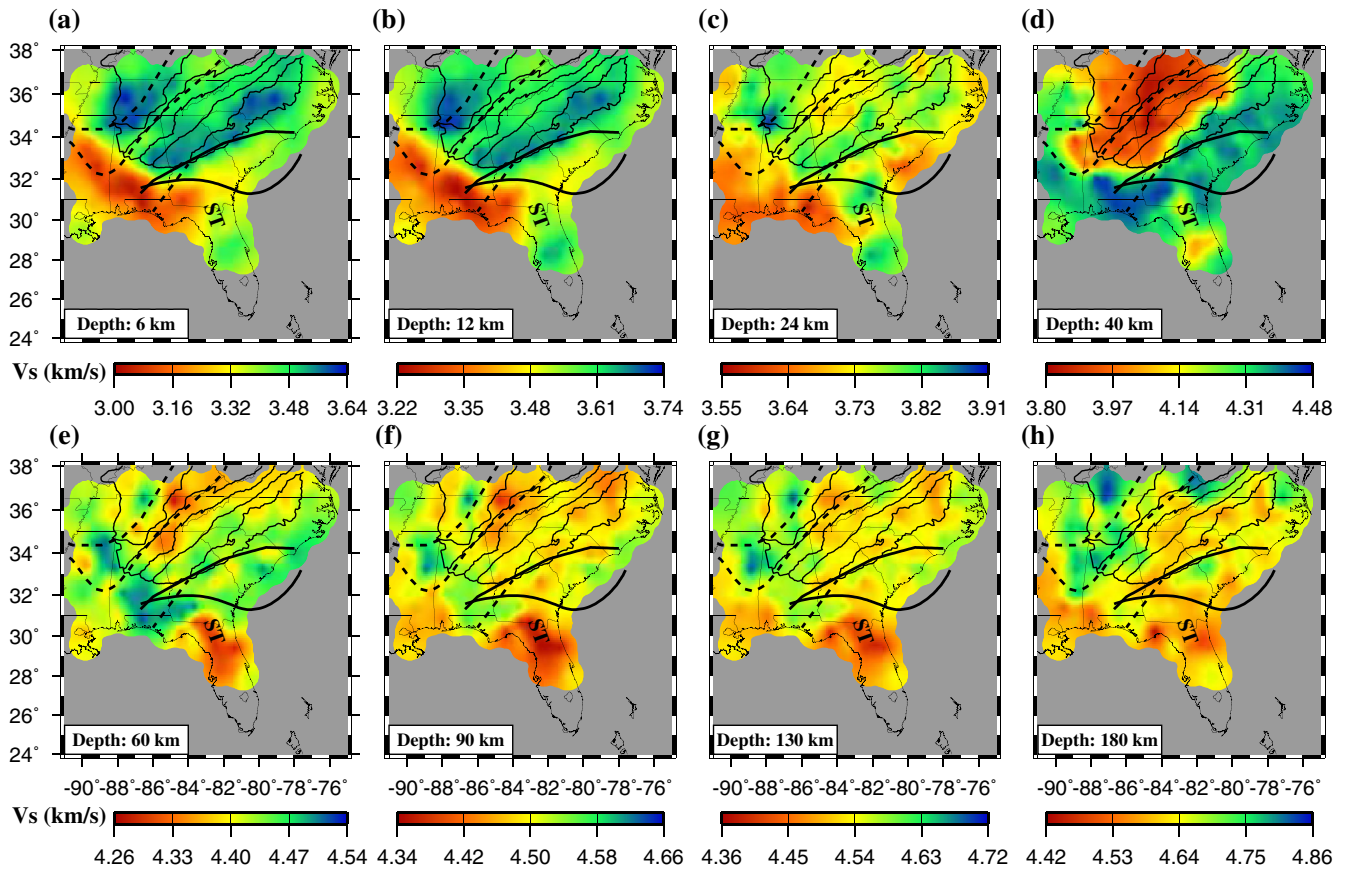 (a) (b) (c) (d)
38° 36° 34° 32° 30° 28° 26° 24°
ST ST ST ST
Depth: 6 km Depth: 12 km Depth: 24 km Depth: 40 km
Vs (km/s)
3.00 3.16 3.32 3.48 3.64 3.22 3.35 3.48 3.61 3.74 3.55 3.64 3.73 3.82 3.91 3.80 3.97 4.14 4.31 4.48
(e) (f) (g) (h)
38° 36° 34° 32° 30° 28° 26° 24°
ST ST ST ST
Depth: 60 km Depth: 90 km Depth: 130 km Depth: 180 km
-90° -88° -86° -84° -82° -80° -78° -76° -90° -88° -86° -84° -82° -80° -78° -76° -90° -88° -86° -84° -82° -80° -78° -76° -90° -88° -86° -84° -82° -80° -78° -76°
Vs (km/s)
4.26 4.33 4.40 4.47 4.54 4.34 4.42 4.50 4.58 4.66 4.36 4.45 4.54 4.63 4.72 4.42 4.53 4.64 4.75 4.86